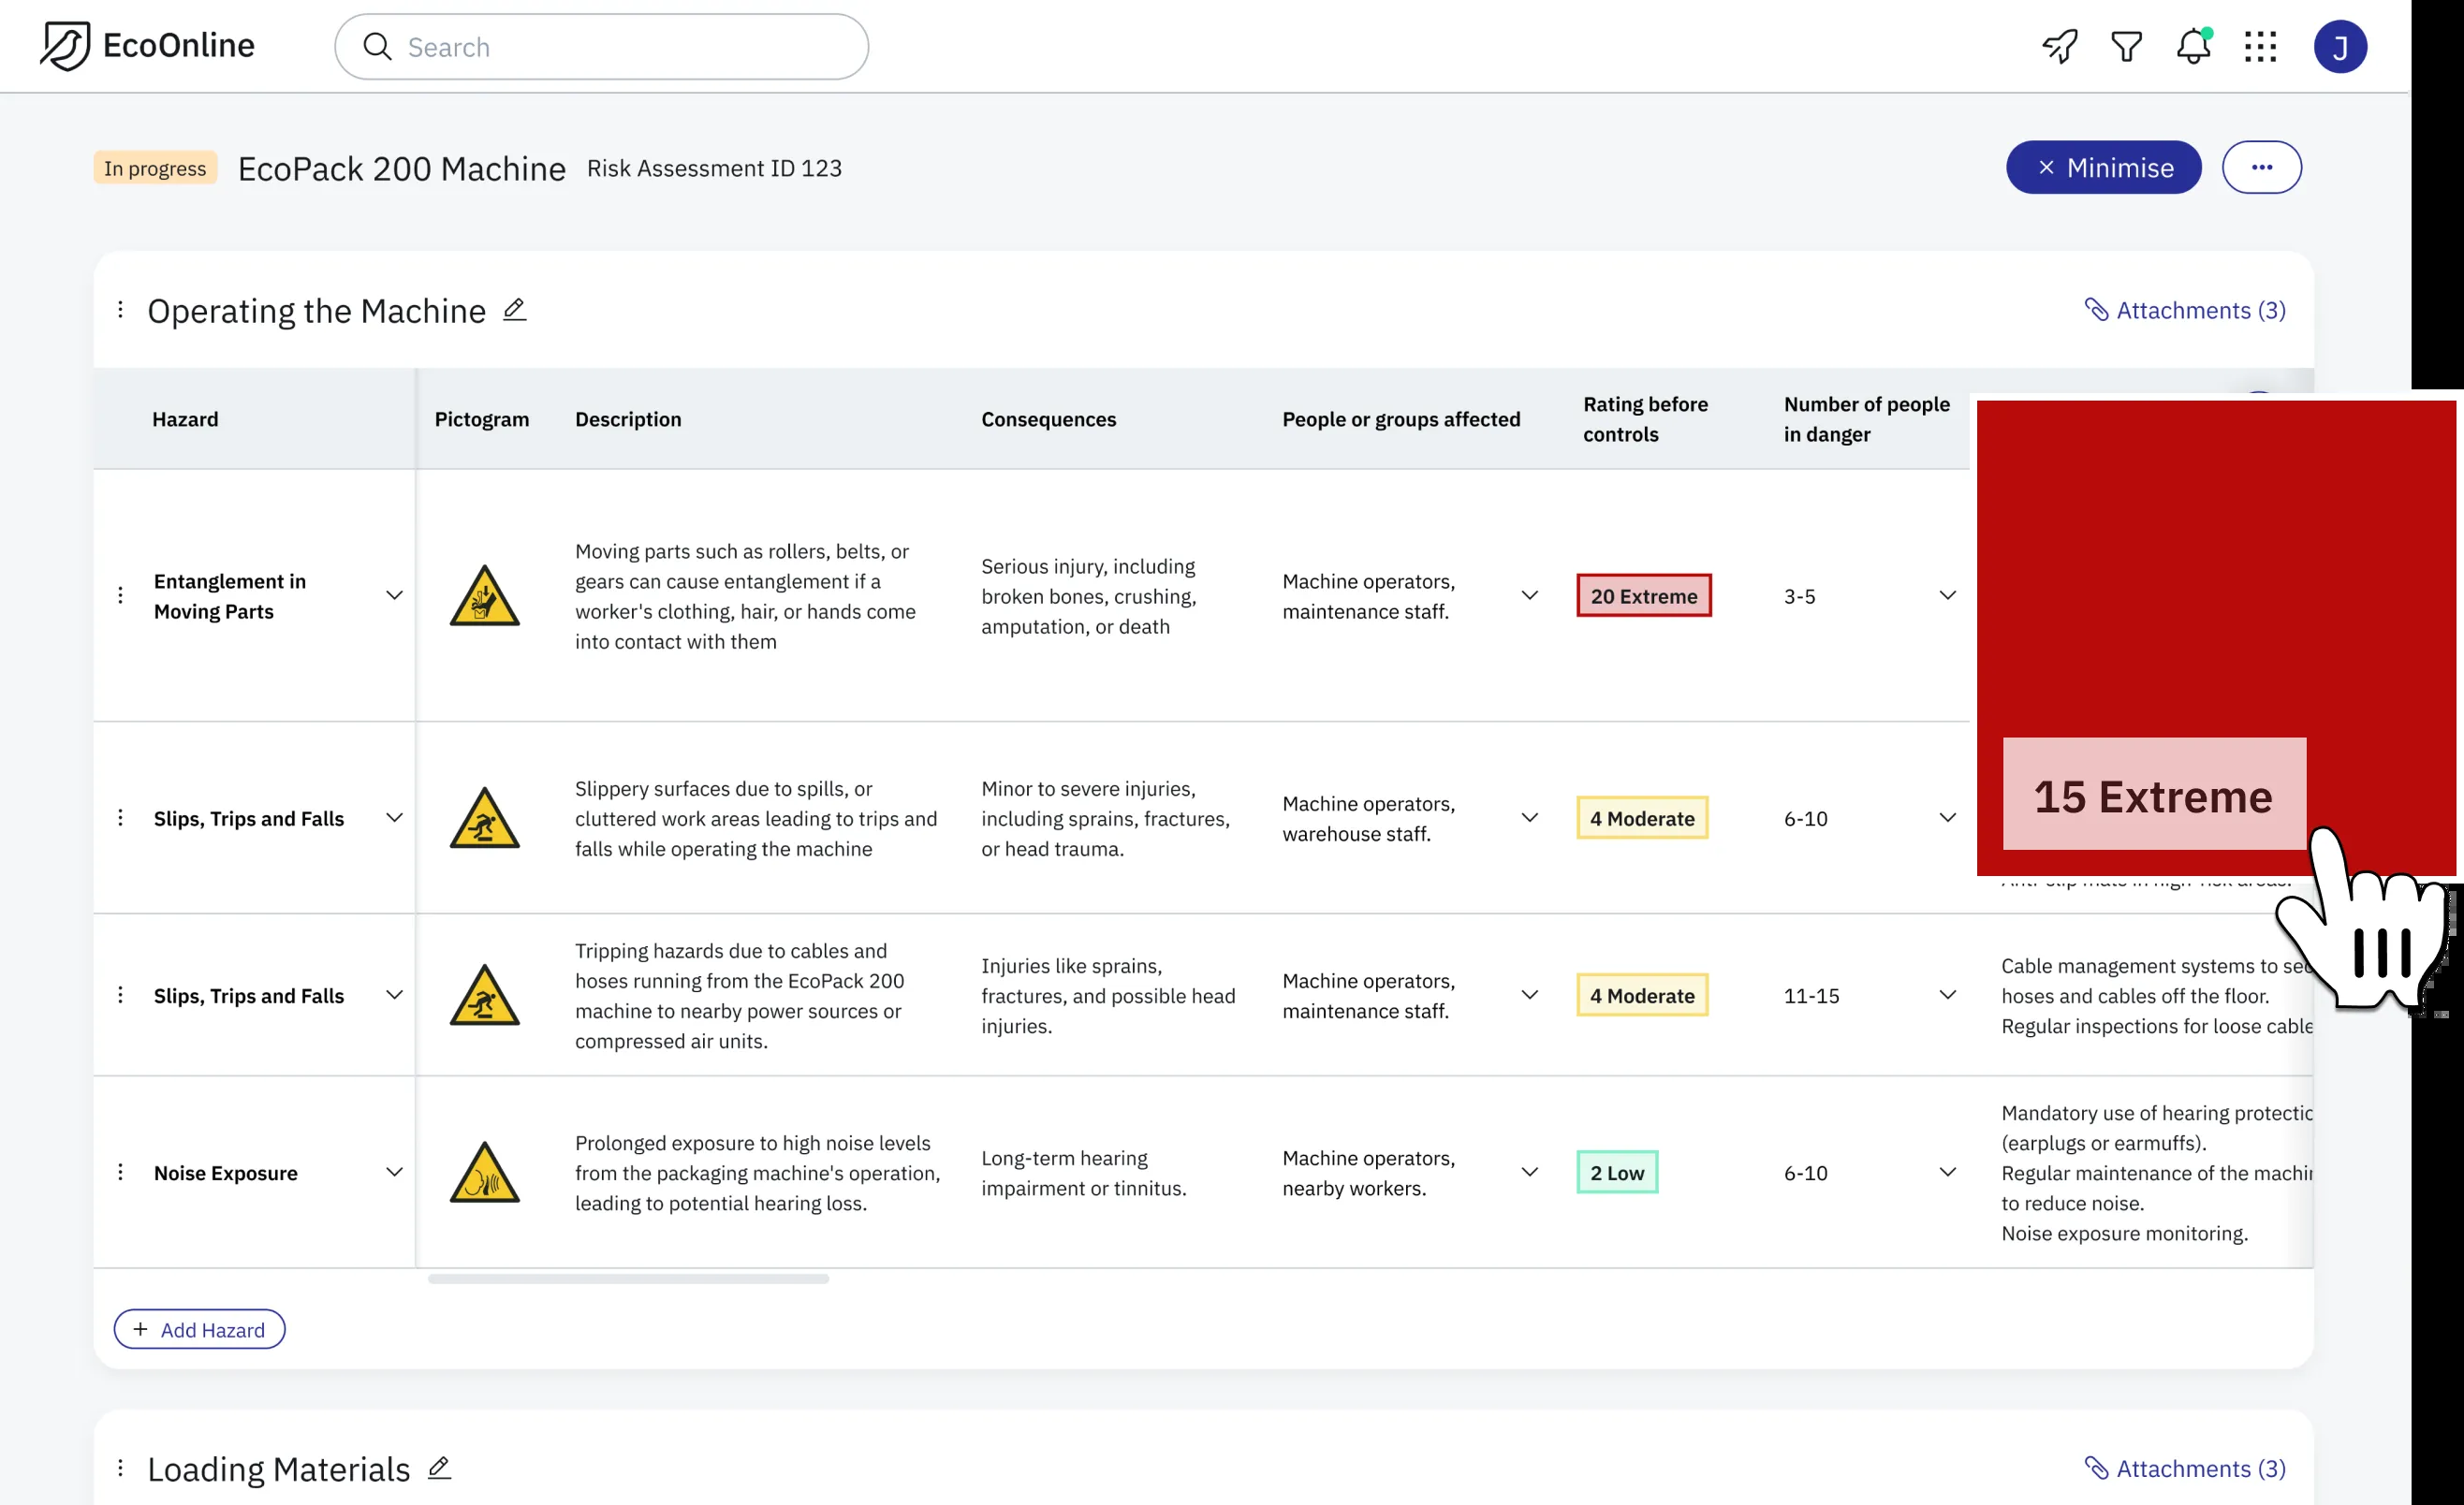 EcoOnline
Search
J
In progress
EcoPack 200 Machine
Risk Assessment ID 123
Minimise
Operating the Machine
Attachments (3)
Hazard
Pictogram
Description
Consequences
People or groups affected
Rating before
controls
Number of people
in danger
Entanglement in
Moving Parts
Moving parts such as rollers, belts, or
gears can cause entanglement if a
worker's clothing, hair, or hands come
into contact with them
Serious injury, including
broken bones, crushing,
amputation, or death
Machine operators,
maintenance staff.
20 Extreme
3-5
15 Extreme
Slips, Trips and Falls
Slippery surfaces due to spills, or
cluttered work areas leading to trips and
falls while operating the machine
Minor to severe injuries,
including sprains, fractures,
or head trauma.
Machine operators,
warehouse staff.
4 Moderate
6-10
Slips, Trips and Falls
Tripping hazards due to cables and
hoses running from the EcoPack 200
machine to nearby power sources or
compressed air units.
Injuries like sprains,
fractures, and possible head
injuries.
Machine operators,
maintenance staff.
4 Moderate
11-15
Cable management systems to
hoses and cables off the floor.
Regular inspections for loose cable
Noise Exposure
Prolonged exposure to high noise levels
from the packaging machine's operation,
leading to potential hearing loss.
Long-term hearing
impairment or tinnitus.
Machine operators,
nearby workers.
2 Low
6-10
Mandatory use of hearing protectio
(earplugs or earmuffs).
Regular maintenance of the machin
to reduce noise.
Noise exposure monitoring.
+ Add Hazard
Loading Materials
Attachments (3)